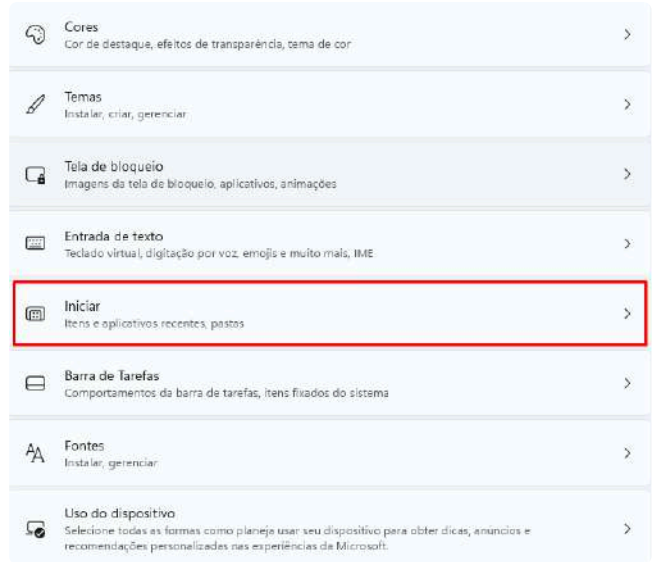 Cores
Cor de destaque, efeitos de transparência, tema de cor
Temas
Instalar, criar, gerenciar
Tela de bloqueio
Imagens da tela de bloqueio, aplicativos, animações
Entrada de texto
Teclado virtual, digitação por voz, emojis e muito mais, IME
Iniciar
Itens e aplicativos recentes, pastas
Barra de Tarefas
Comportamentos da barra de tarefas, itens fixados do sistema
Fontes
Instalar, gerenciar
Uso do dispositivo
Selecione todas as formas como planeja usar seu dispositivo para obter dicas, anúncios e
recomendações personalizadas nas experiências da Microsoft.